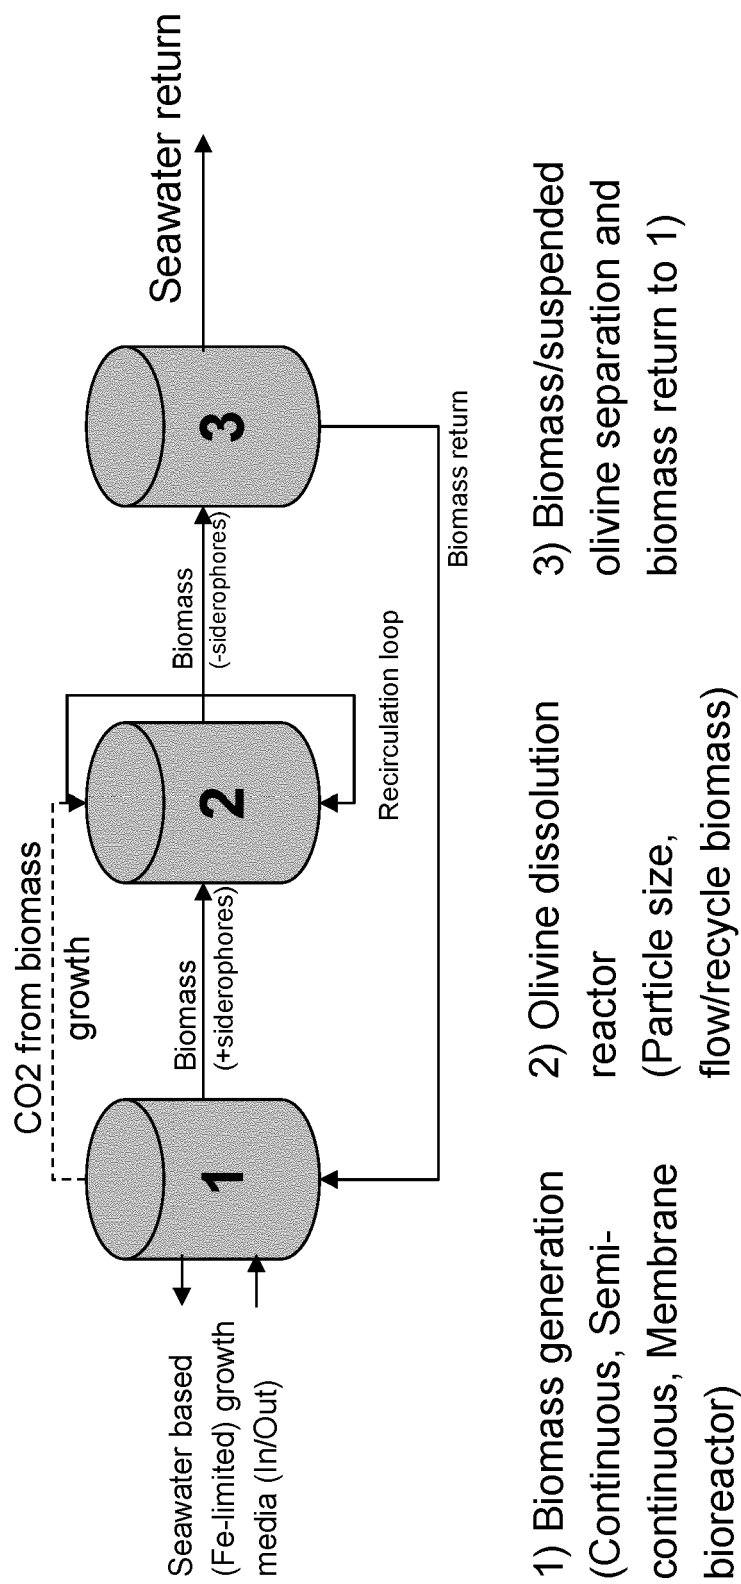 CO2 from biomass
growth
Seawater based
(Fe-limited) growth
media (In/Out)
1
Biomass
(+siderophores)
2
Recirculation loop
Biomass
(-siderophores)
3
Seawater return
Biomass return
1) Biomass generation
(Continuous, Semi-
continuous, Membrane
bioreactor)
2) Olivine dissolution
reactor
(Particle size,
flow/recycle biomass)
3) Biomass/suspended
olivine separation and
biomass return to 1)